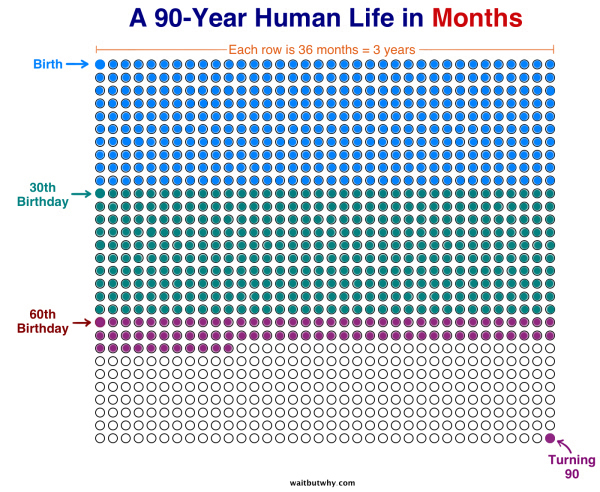 A 90-Year Human Life in Months
Each row is 36 months = 3 years
Birth
30th
Birthday
60th
Birthday
Turning
90
waitbutwhy.com